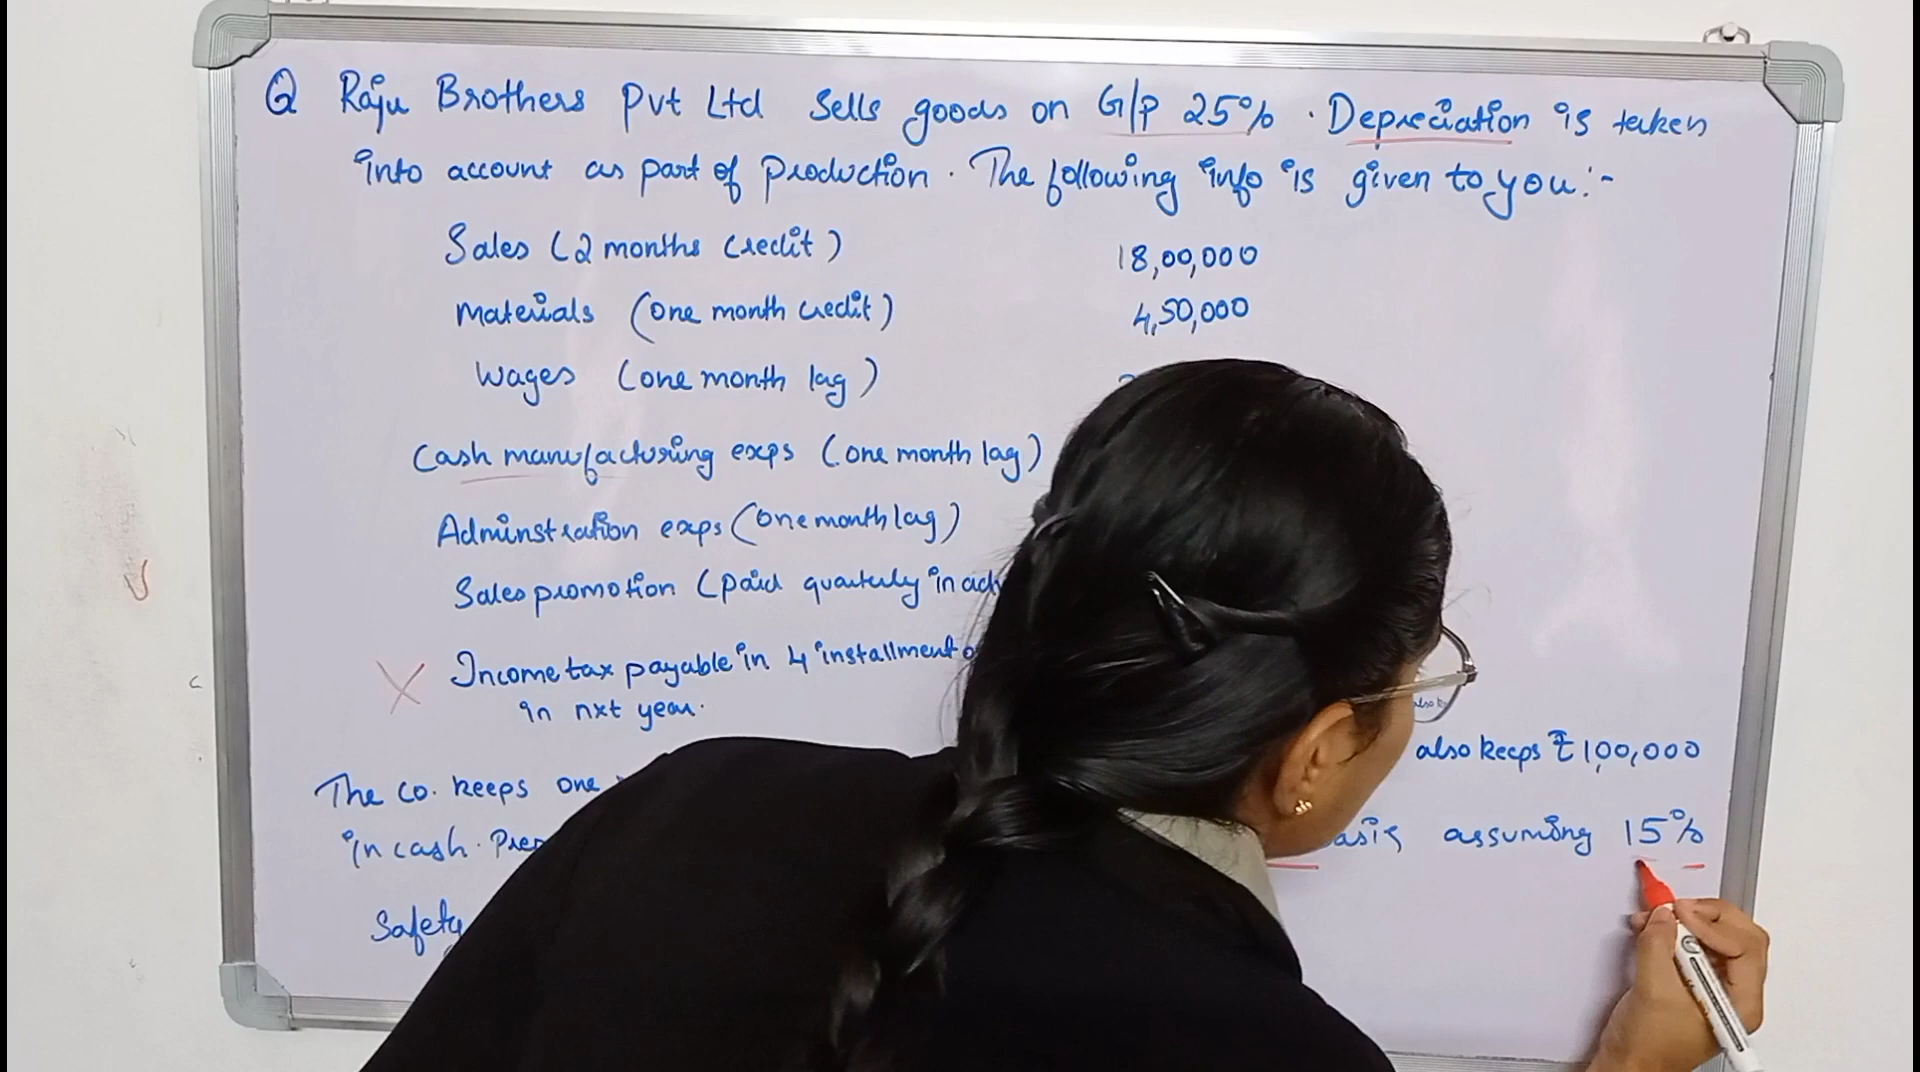 Q Raju Brothers Pvt Ltd sells goods on G/P 25%. Depreciation is taken
into account as part of production. The following info is given to you:-
Sales (2 months credit) 18,00,000
Materials (one month credit) 4,50,000
Wages (one month lag)
Cash manufacturing exps (one month lag)
Adminstration exps (one month lag)
Sales promotion (paid quarterly in
X Income tax payable in 4 installment
in nxt year.
The co. keeps one also keeps ₹ 1,00,000
in cash. assuming 15%
Safety